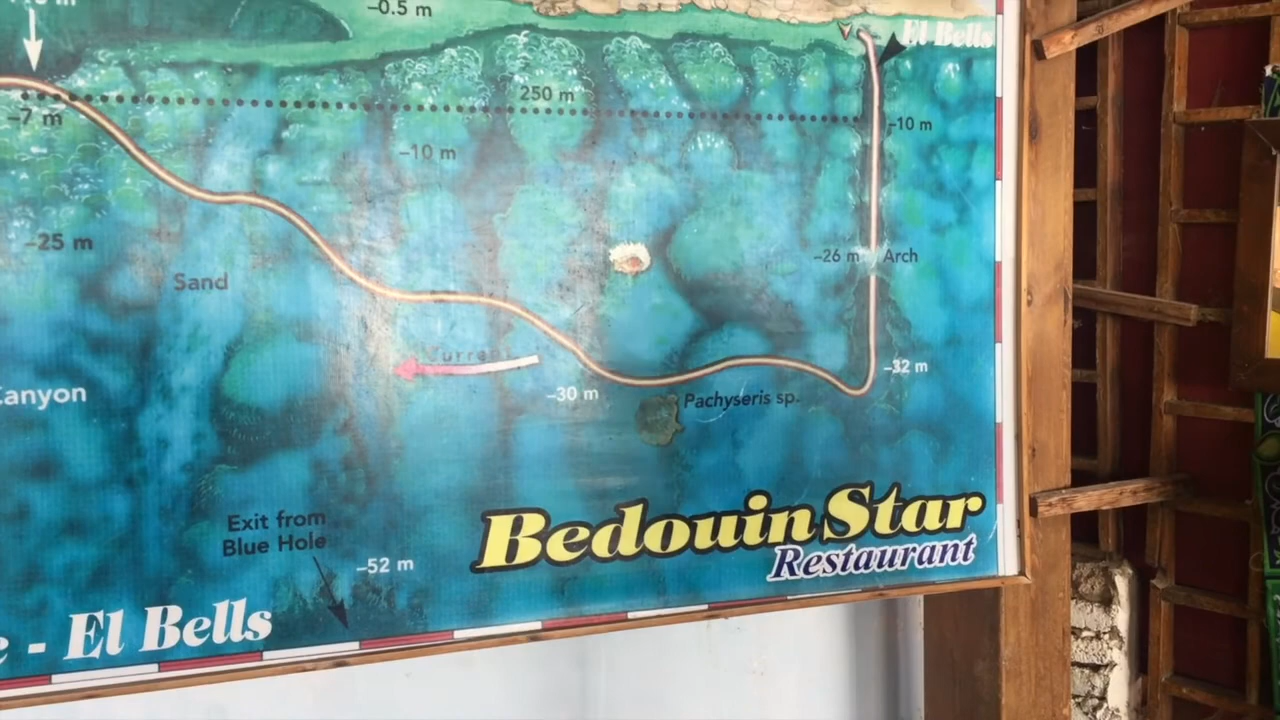 –0.5 m
El Bells
250 m
–7 m
–10 m
–10 m
–25 m
–26 m
Arch
Sand
–32 m
Canyon
–30 m
Pachyseris sp.
Exit from
Blue Hole
–52 m
Bedouin Star
Restaurant
- El Bells